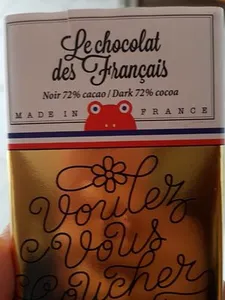 Le chocolat
des Français
Noir 72% cacao / Dark 72% cocoa
MADE IN FRANCE
Voulez
Vous
Coucher